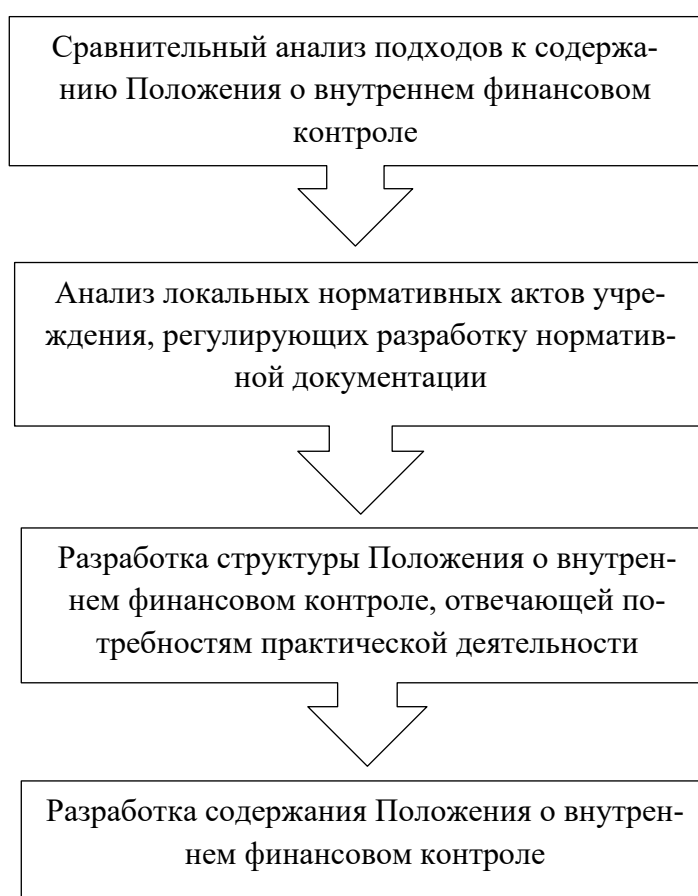 Сравнительный анализ подходов к содержа-
нию Положения о внутреннем финансовом
контроле
Анализ локальных нормативных актов учре-
ждения, регулирующих разработку норматив-
ной документации
Разработка структуры Положения о внутрен-
нем финансовом контроле, отвечающей по-
требностям практической деятельности
Разработка содержания Положения о внутрен-
нем финансовом контроле